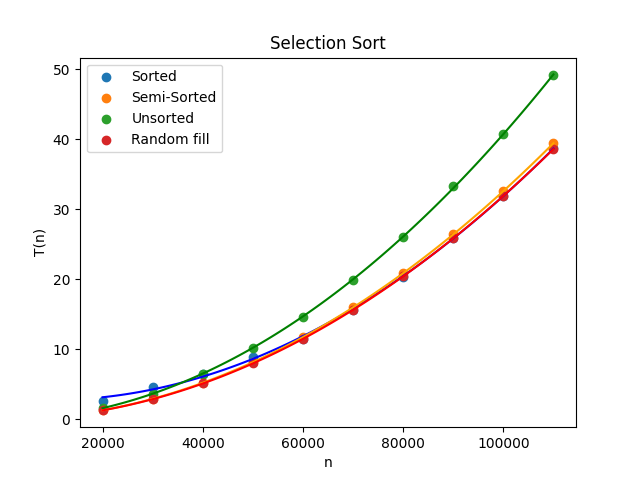 Selection Sort
Sorted
Semi-Sorted
Unsorted
Random fill
T(n)
50
40
30
20
10
0
20000 40000 60000 80000 100000
n